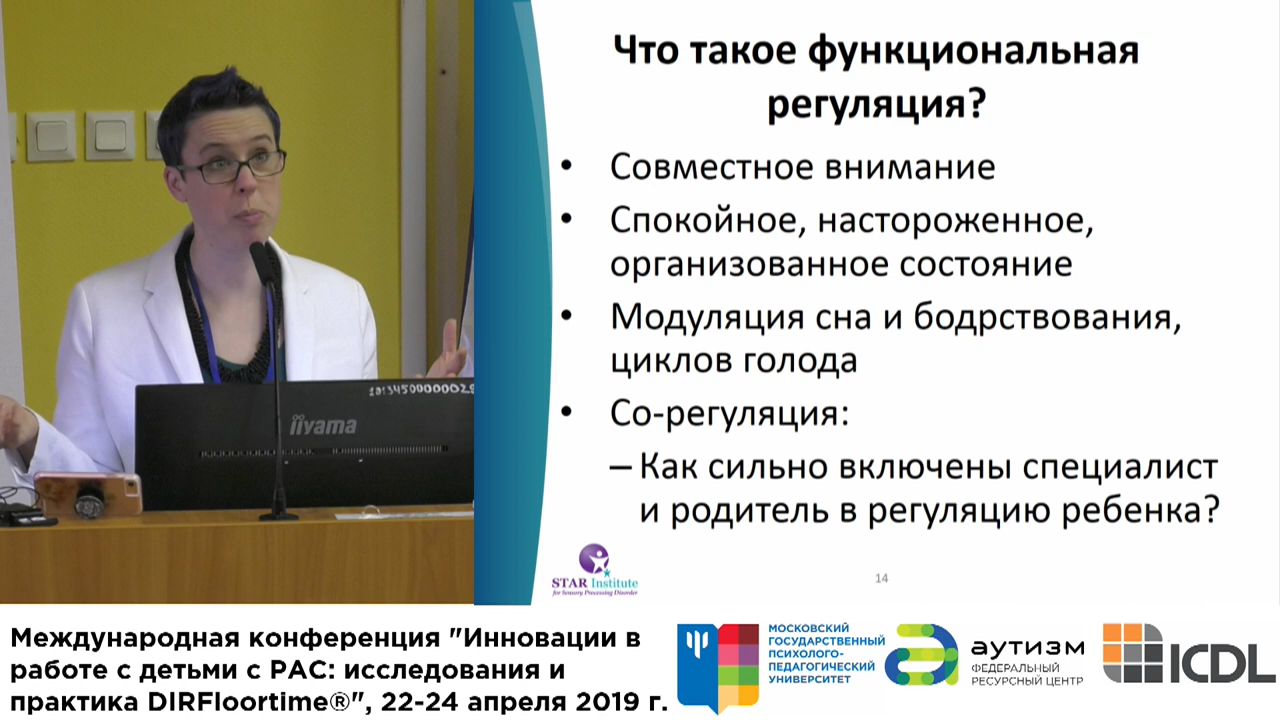 Что такое функциональная
регуляция?
• Совместное внимание
• Спокойное, настороженное,
организованное состояние
• Модуляция сна и бодрствования,
циклов голода
• Со-регуляция:
– Как сильно включены специалист
и родитель в регуляцию ребенка?
STAR Institute
for Sensory Processing Disorder
14
iiyama
Международная конференция "Инновации в
работе с детьми с РАС: исследования и
практика DIRFloortime®", 22-24 апреля 2019 г.
МОСКОВСКИЙ
ГОСУДАРСТВЕННЫЙ
ПСИХОЛОГО-
ПЕДАГОГИЧЕСКИЙ
УНИВЕРСИТЕТ
аутизм
ФЕДЕРАЛЬНЫЙ
РЕСУРСНЫЙ ЦЕНТР
ICDL